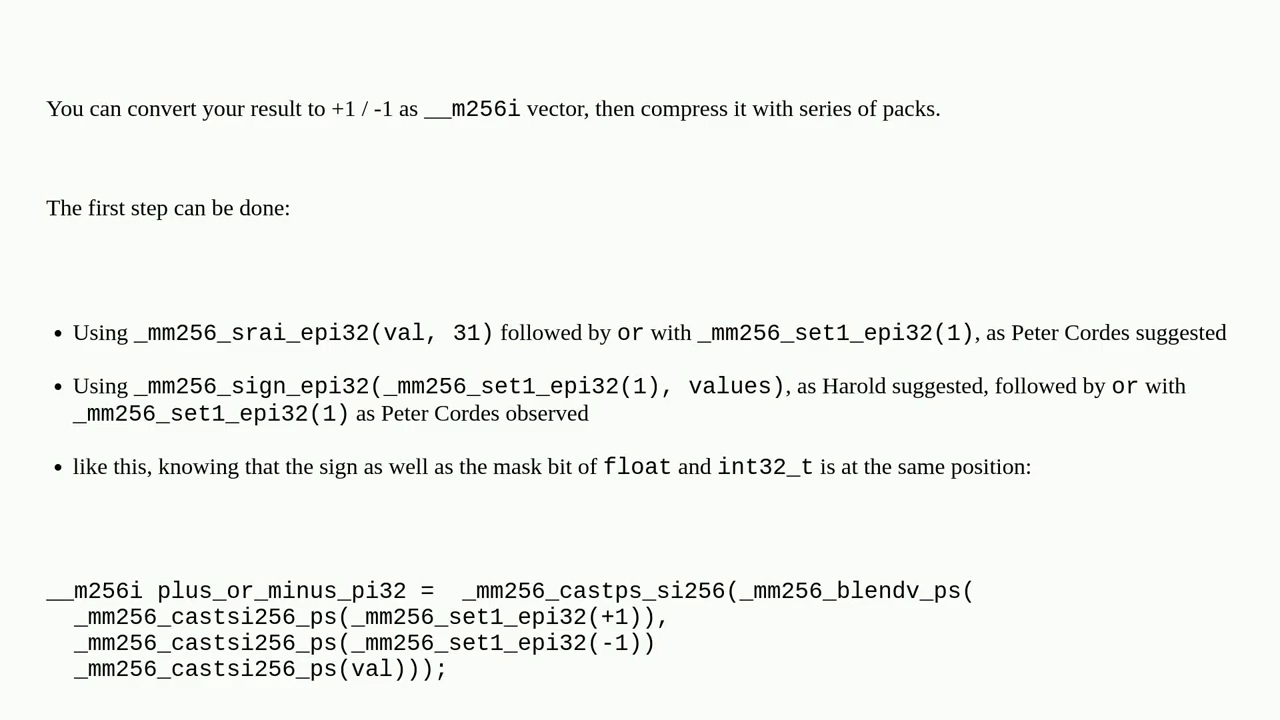 You can convert your result to +1 / -1 as __m256i vector, then compress it with series of packs.
The first step can be done:
• Using _mm256_srai_epi32(val, 31) followed by or with _mm256_set1_epi32(1), as Peter Cordes suggested
• Using _mm256_sign_epi32(_mm256_set1_epi32(1), values), as Harold suggested, followed by or with
_mm256_set1_epi32(1) as Peter Cordes observed
• like this, knowing that the sign as well as the mask bit of float and int32_t is at the same position:
__m256i plus_or_minus_pi32 =  _mm256_castps_si256(_mm256_blendv_ps(
  _mm256_castsi256_ps(_mm256_set1_epi32(+1)),
  _mm256_castsi256_ps(_mm256_set1_epi32(-1))
  _mm256_castsi256_ps(val)));